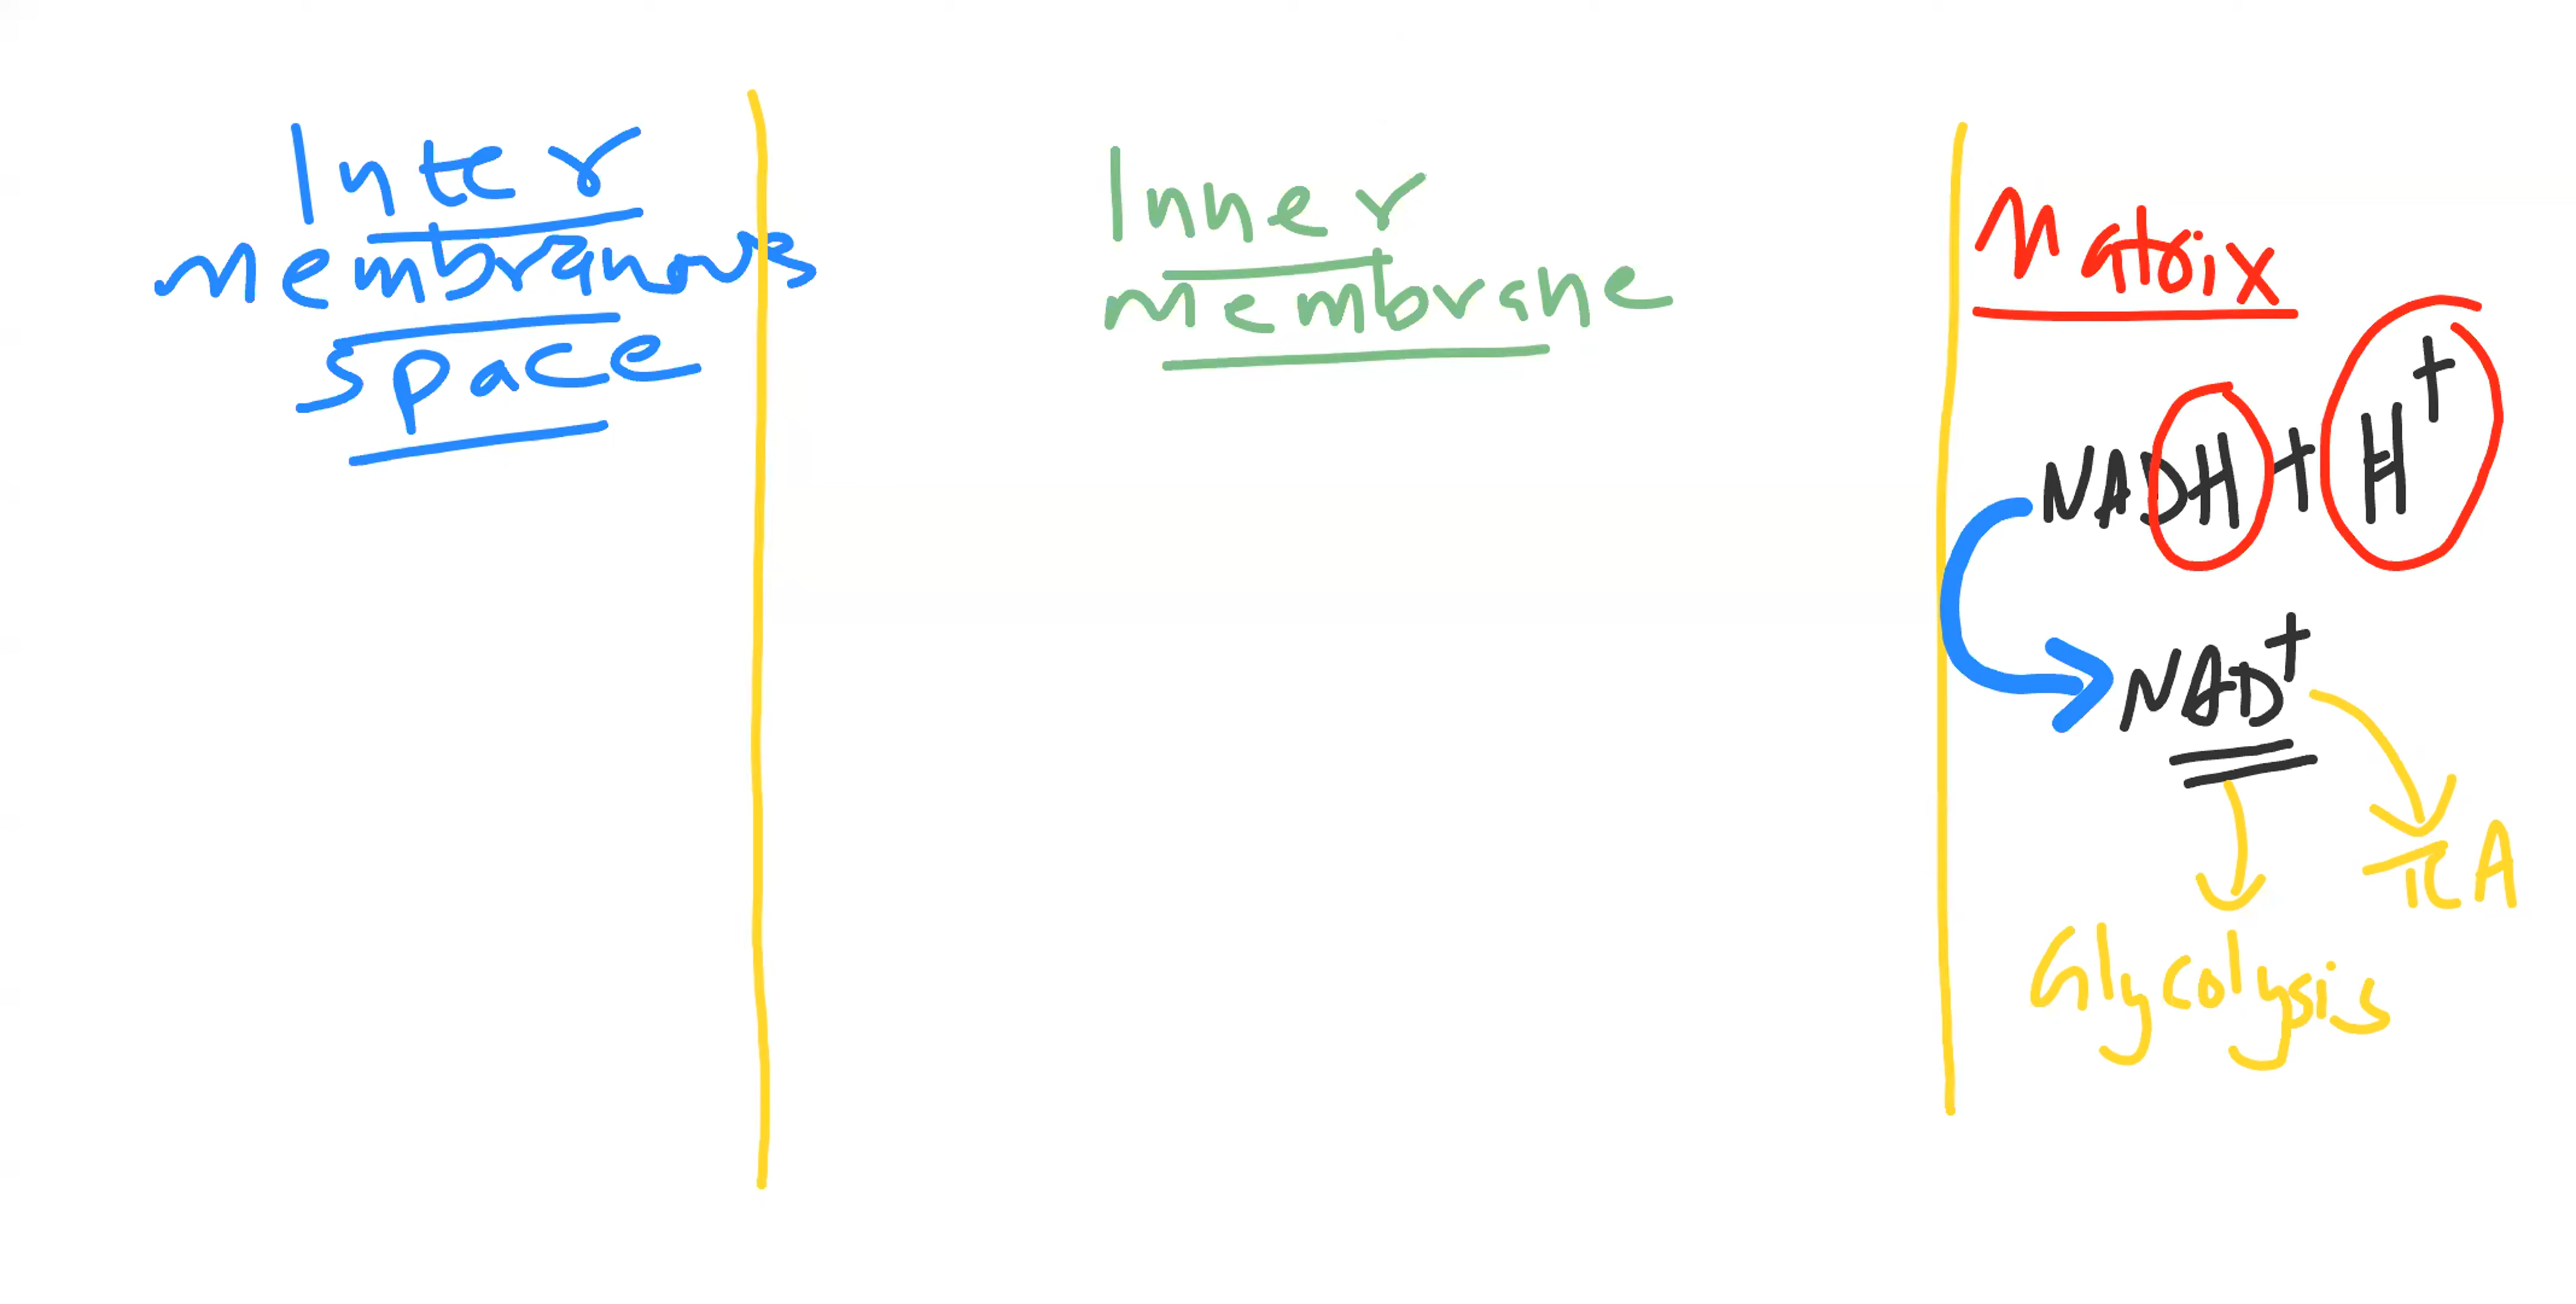 Inter
membranous
space
Inner
membrane
Matrix
NADH + H⁺
NAD⁺
TCA
Glycolysis